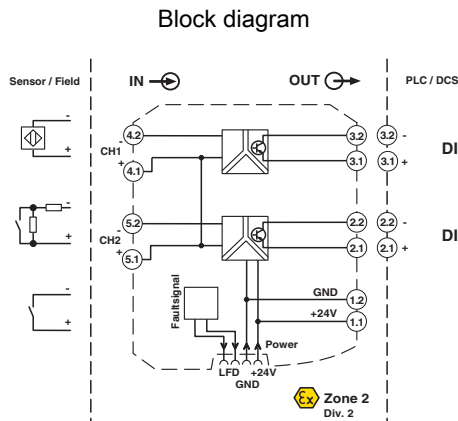 Block diagram
Sensor / Field
IN
OUT
PLC / DCS
-
+
CH1
-
+
4.2
4.1
3.2
3.1
3.2 -
3.1 +
DI
-
+
CH2
-
+
5.2
5.1
2.2
2.1
2.2 -
2.1 +
DI
-
+
Faultsignal
GND
1.2
+24V
1.1
Power
LFD +24V
GND
Ex Zone 2
Div. 2